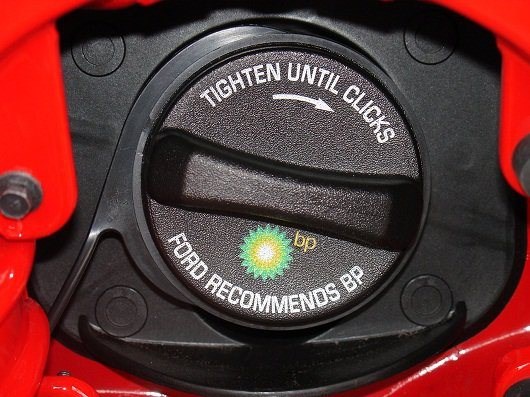 TIGHTEN UNTIL CLICKS
bp
FORD RECOMMENDS BP